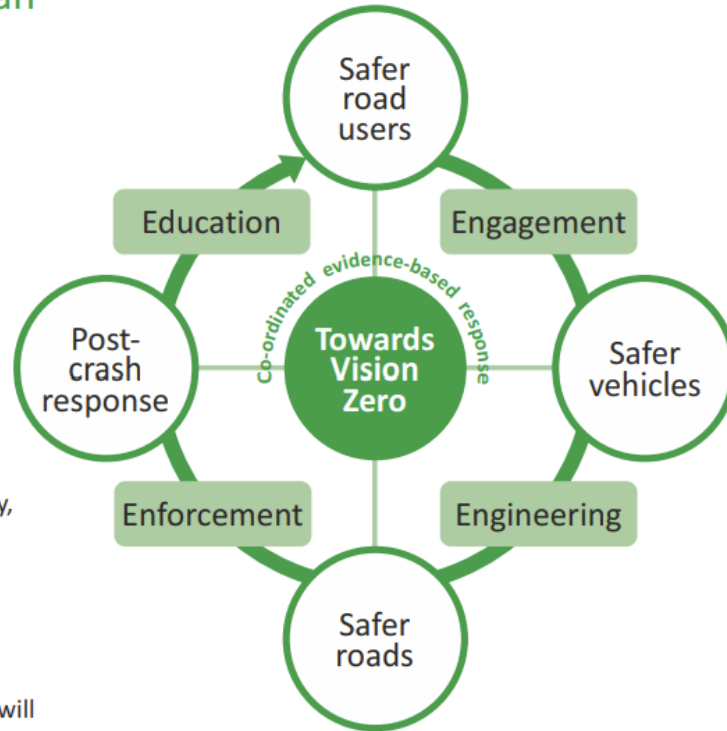 Safer
road
users
Education
Engagement
Co-ordinated evidence-based response
Towards
Vision
Zero
Post-
crash
response
Safer
vehicles
Enforcement
Engineering
Safer
roads
will